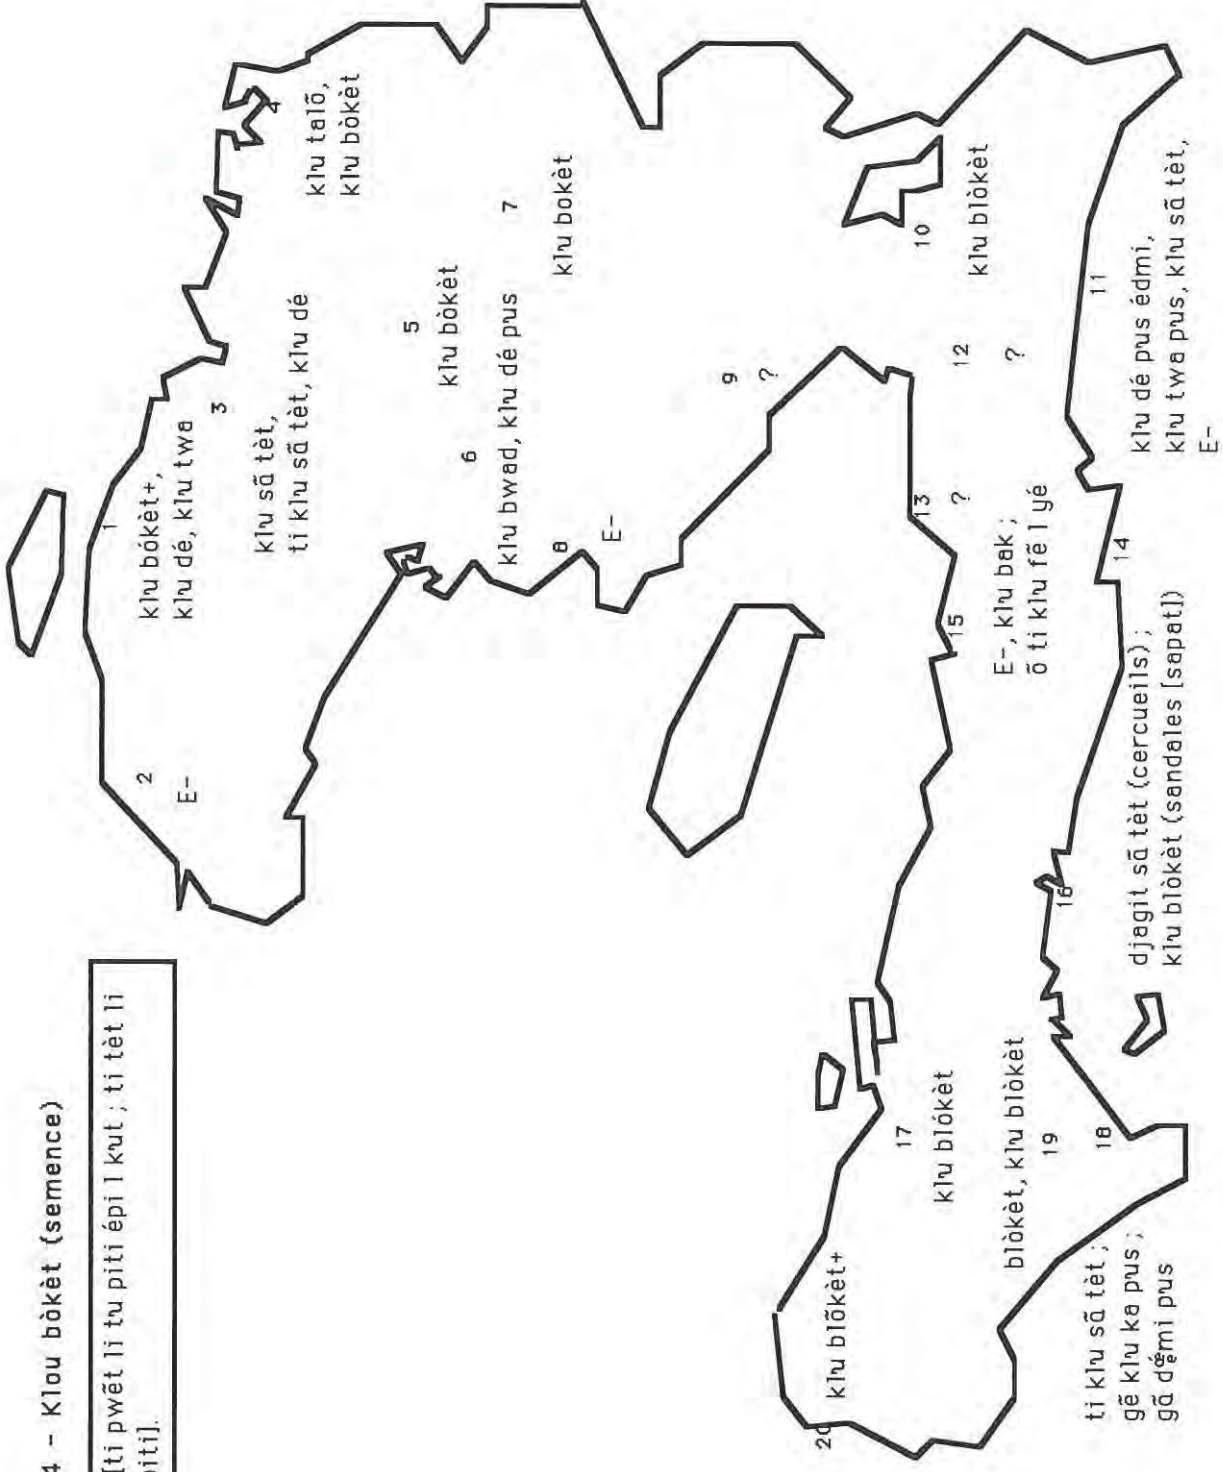 4 - Klou bòkèt (semence)
[ti pwẽt li tu piti épi l kut ; ti tèt li
piti].
1
klu bókèt+,
klu dé, klu twa
2
E-
3
klu sã tèt,
ti klu sã tèt, klu dé
4
klu talõ,
klu bòkèt
5
klu bòkèt
6
klu bwad, klu dé pus
7
klu bokèt
8
E-
9
?
10
klu blòkèt
11
klu dé pus édmi,
klu twa pus, klu sã tèt,
E-
12
?
13
?
14
15
E-, klu bak ;
õ ti klu fẽ l yé
16
djagit sã tèt (cercueils) ;
klu blòkèt (sandales [sapat])
17
klu blókèt
18
19
blòkèt, klu blòkèt
ti klu sã tèt ;
gẽ klu ka pus ;
gã dœ̃mi pus
20
klu blõkèt+